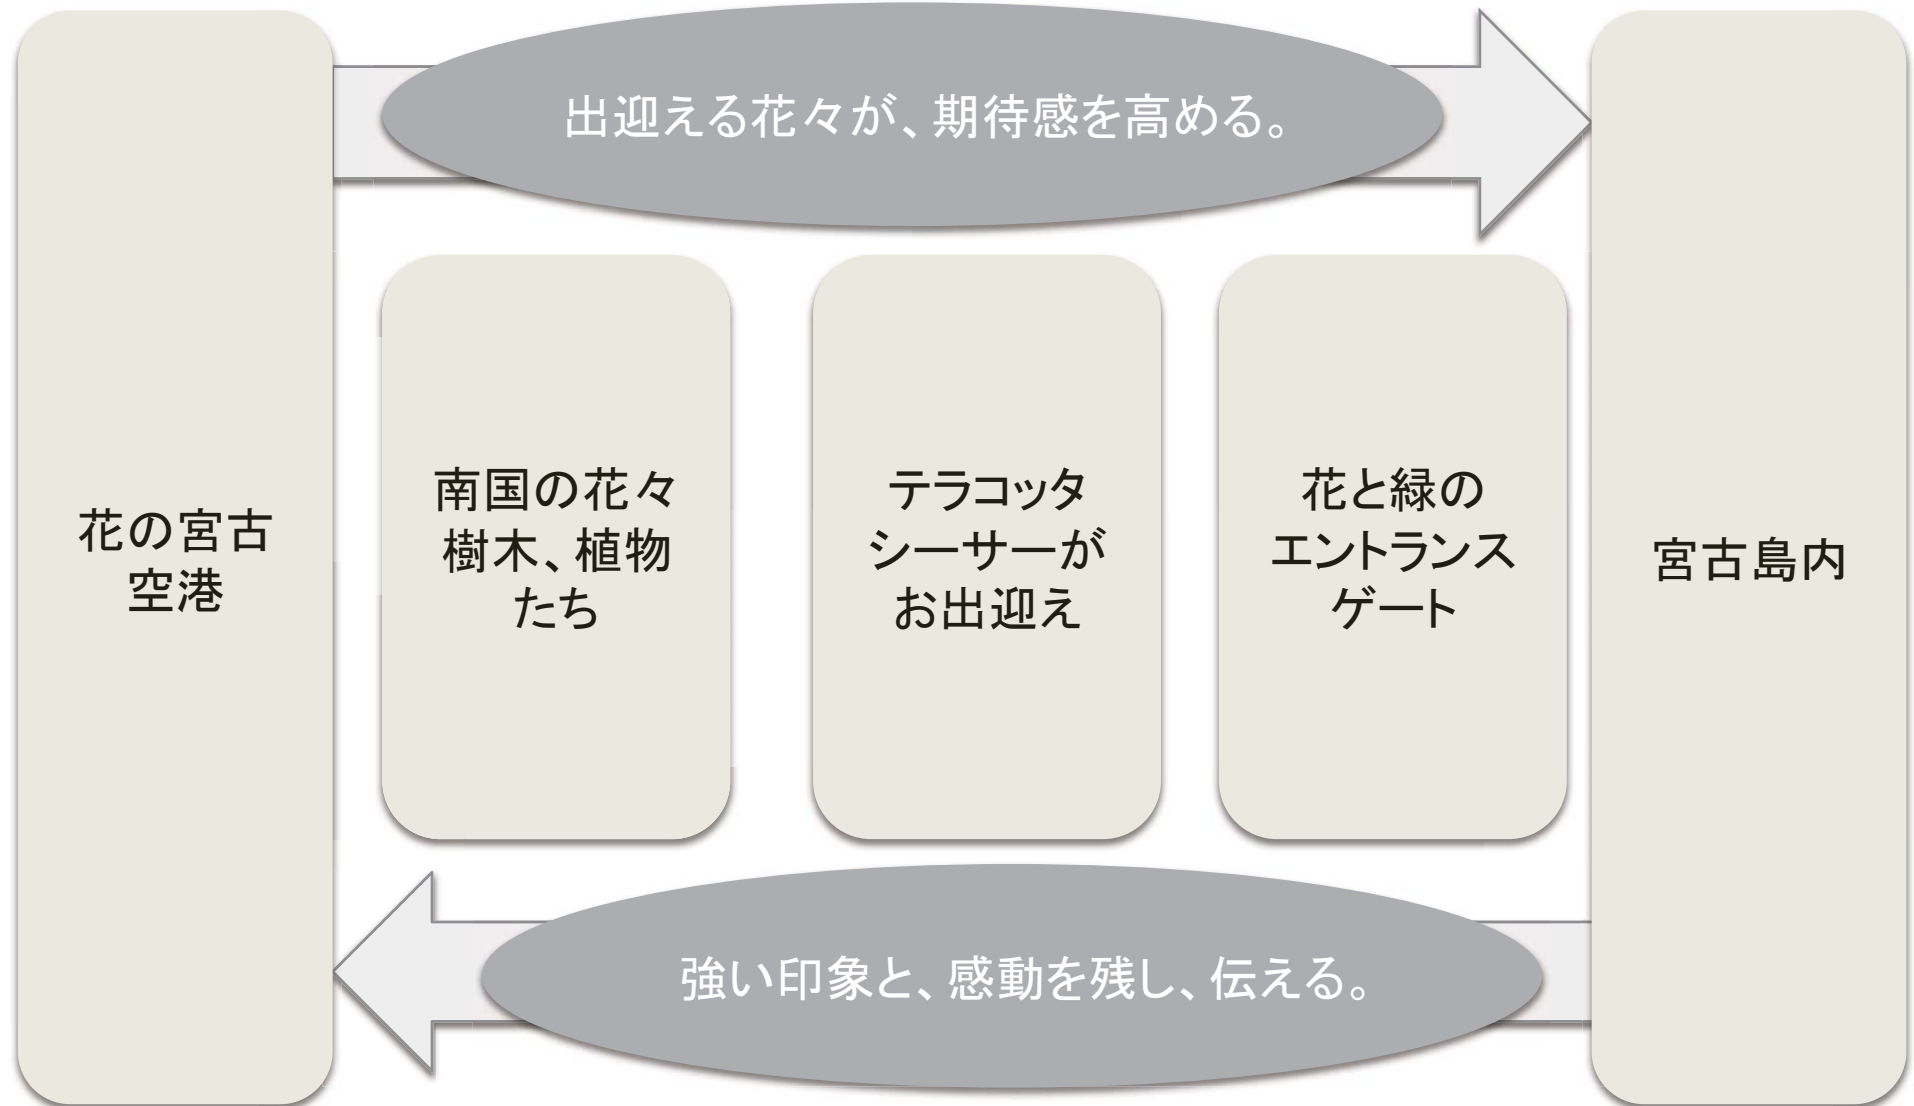 出迎える花々が、期待感を高める。
花の宮古
空港
南国の花々
樹木、植物
たち
テラコッタ
シーサーが
お出迎え
花と緑の
エントランス
ゲート
宮古島内
強い印象と、感動を残し、伝える。